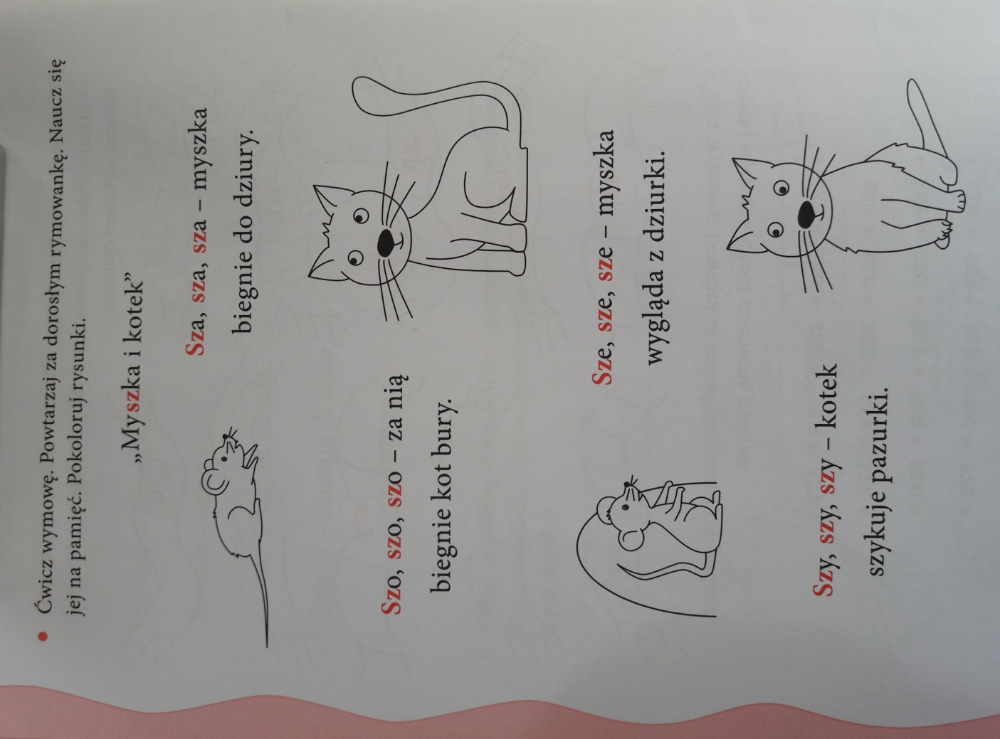 • Ćwicz wymowę. Powtarzaj za dorosłym rymowankę. Naucz się
jej na pamięć. Pokoloruj rysunki.
„Myszka i kotek”
Sza, sza, sza – myszka
biegnie do dziury.
Szo, szo, szo – za nią
biegnie kot bury.
Sze, sze, sze – myszka
wygląda z dziurki.
Szy, szy, szy – kotek
szykuje pazurki.